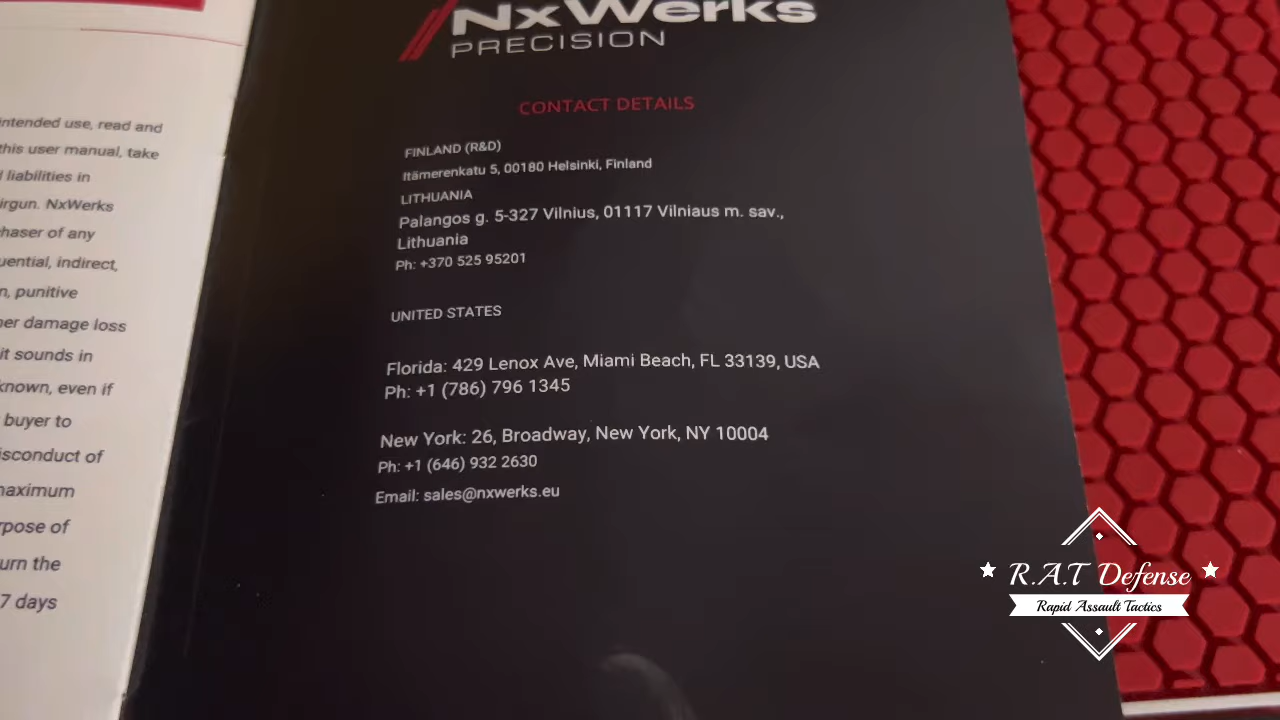 intended use, read and
this user manual, take
liabilities in
irgun. NxWerks
haser of any
uential, indirect,
n, punitive
her damage loss
it sounds in
known, even if
buyer to
isconduct of
maximum
rpose of
urn the
7 days
NxWerks
PRECISION
CONTACT DETAILS
FINLAND (R&D)
Itämerenkatu 5, 00180 Helsinki, Finland
LITHUANIA
Palangos g. 5-327 Vilnius, 01117 Vilniaus m. sav.,
Lithuania
Ph: +370 525 95201
UNITED STATES
Florida: 429 Lenox Ave, Miami Beach, FL 33139, USA
Ph: +1 (786) 796 1345
New York: 26, Broadway, New York, NY 10004
Ph: +1 (646) 932 2630
Email: sales@nxwerks.eu
R.A.T Defense
Rapid Assault Tactics